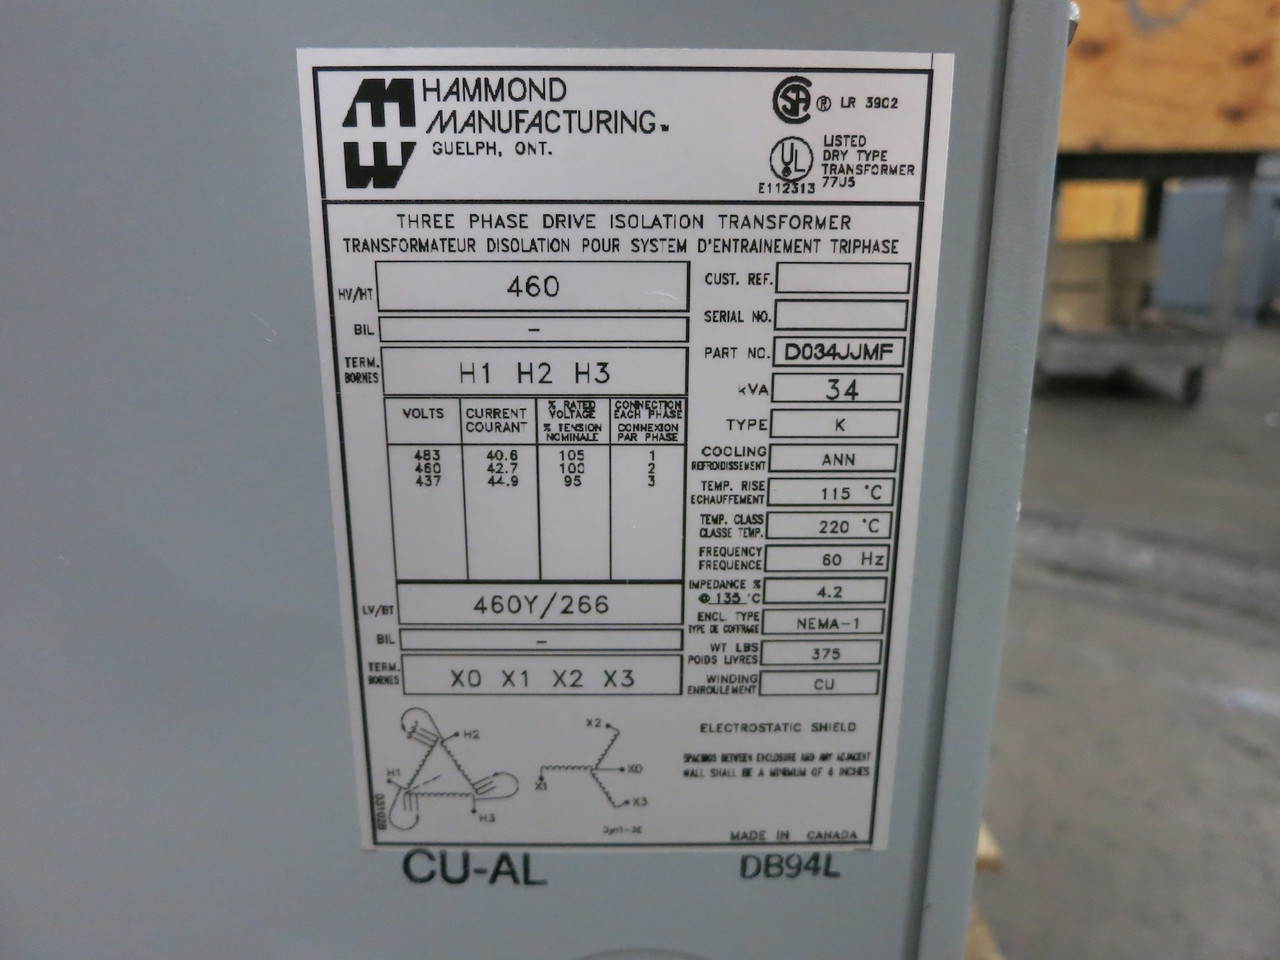 HAMMOND
MANUFACTURING™
GUELPH, ONT.
SA ® LR 3902
UL
LISTED
DRY TYPE
TRANSFORMER
E112313 77J5
THREE PHASE DRIVE ISOLATION TRANSFORMER
TRANSFORMATEUR DISOLATION POUR SYSTEM D'ENTRAINEMENT TRIPHASE
HV/HT 460
BIL -
TERM. BORNES H1 H2 H3
VOLTS
CURRENT COURANT
% RATED VOLTAGE
% TENSION NOMINALE
CONNECTION EACH PHASE
CONNEXION PAR PHASE
483 40.6 105 1
460 42.7 100 2
437 44.9 95 3
LV/BT 460Y/266
BIL -
TERM. BORNES X0 X1 X2 X3
CUST. REF.
SERIAL NO.
PART NO. D034JJMF
kVA 34
TYPE K
COOLING REFROIDISSEMENT ANN
TEMP. RISE ECHAUFFEMENT 115 °C
TEMP. CLASS CLASSE TEMP. 220 °C
FREQUENCY FREQUENCE 60 Hz
IMPEDANCE % @ 135 °C 4.2
ENCL. TYPE TYPE DE COFFRAGE NEMA-1
WT LBS POIDS LIVRES 375
WINDING ENROULEMENT CU
H1
H2
H3
X2
X0
X1
X3
ELECTROSTATIC SHIELD
SPACINGS BETWEEN ENCLOSURE AND ANY ADJACENT
WALL SHALL BE A MINIMUM OF 6 INCHES
MADE IN CANADA
CU-AL
DB94L